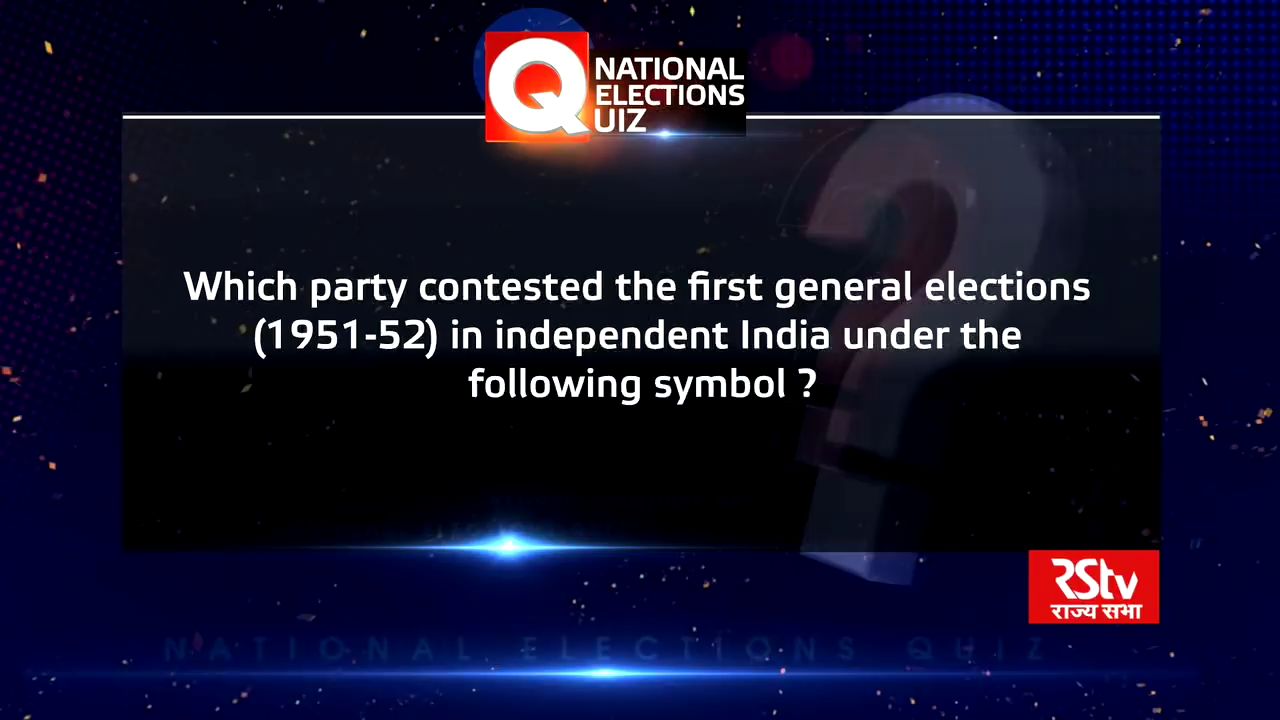 Q NATIONAL
ELECTIONS
UIZ
Which party contested the first general elections
(1951-52) in independent India under the
following symbol ?
RStv
राज्य सभा
NATIONAL ELECTIONS QUIZ